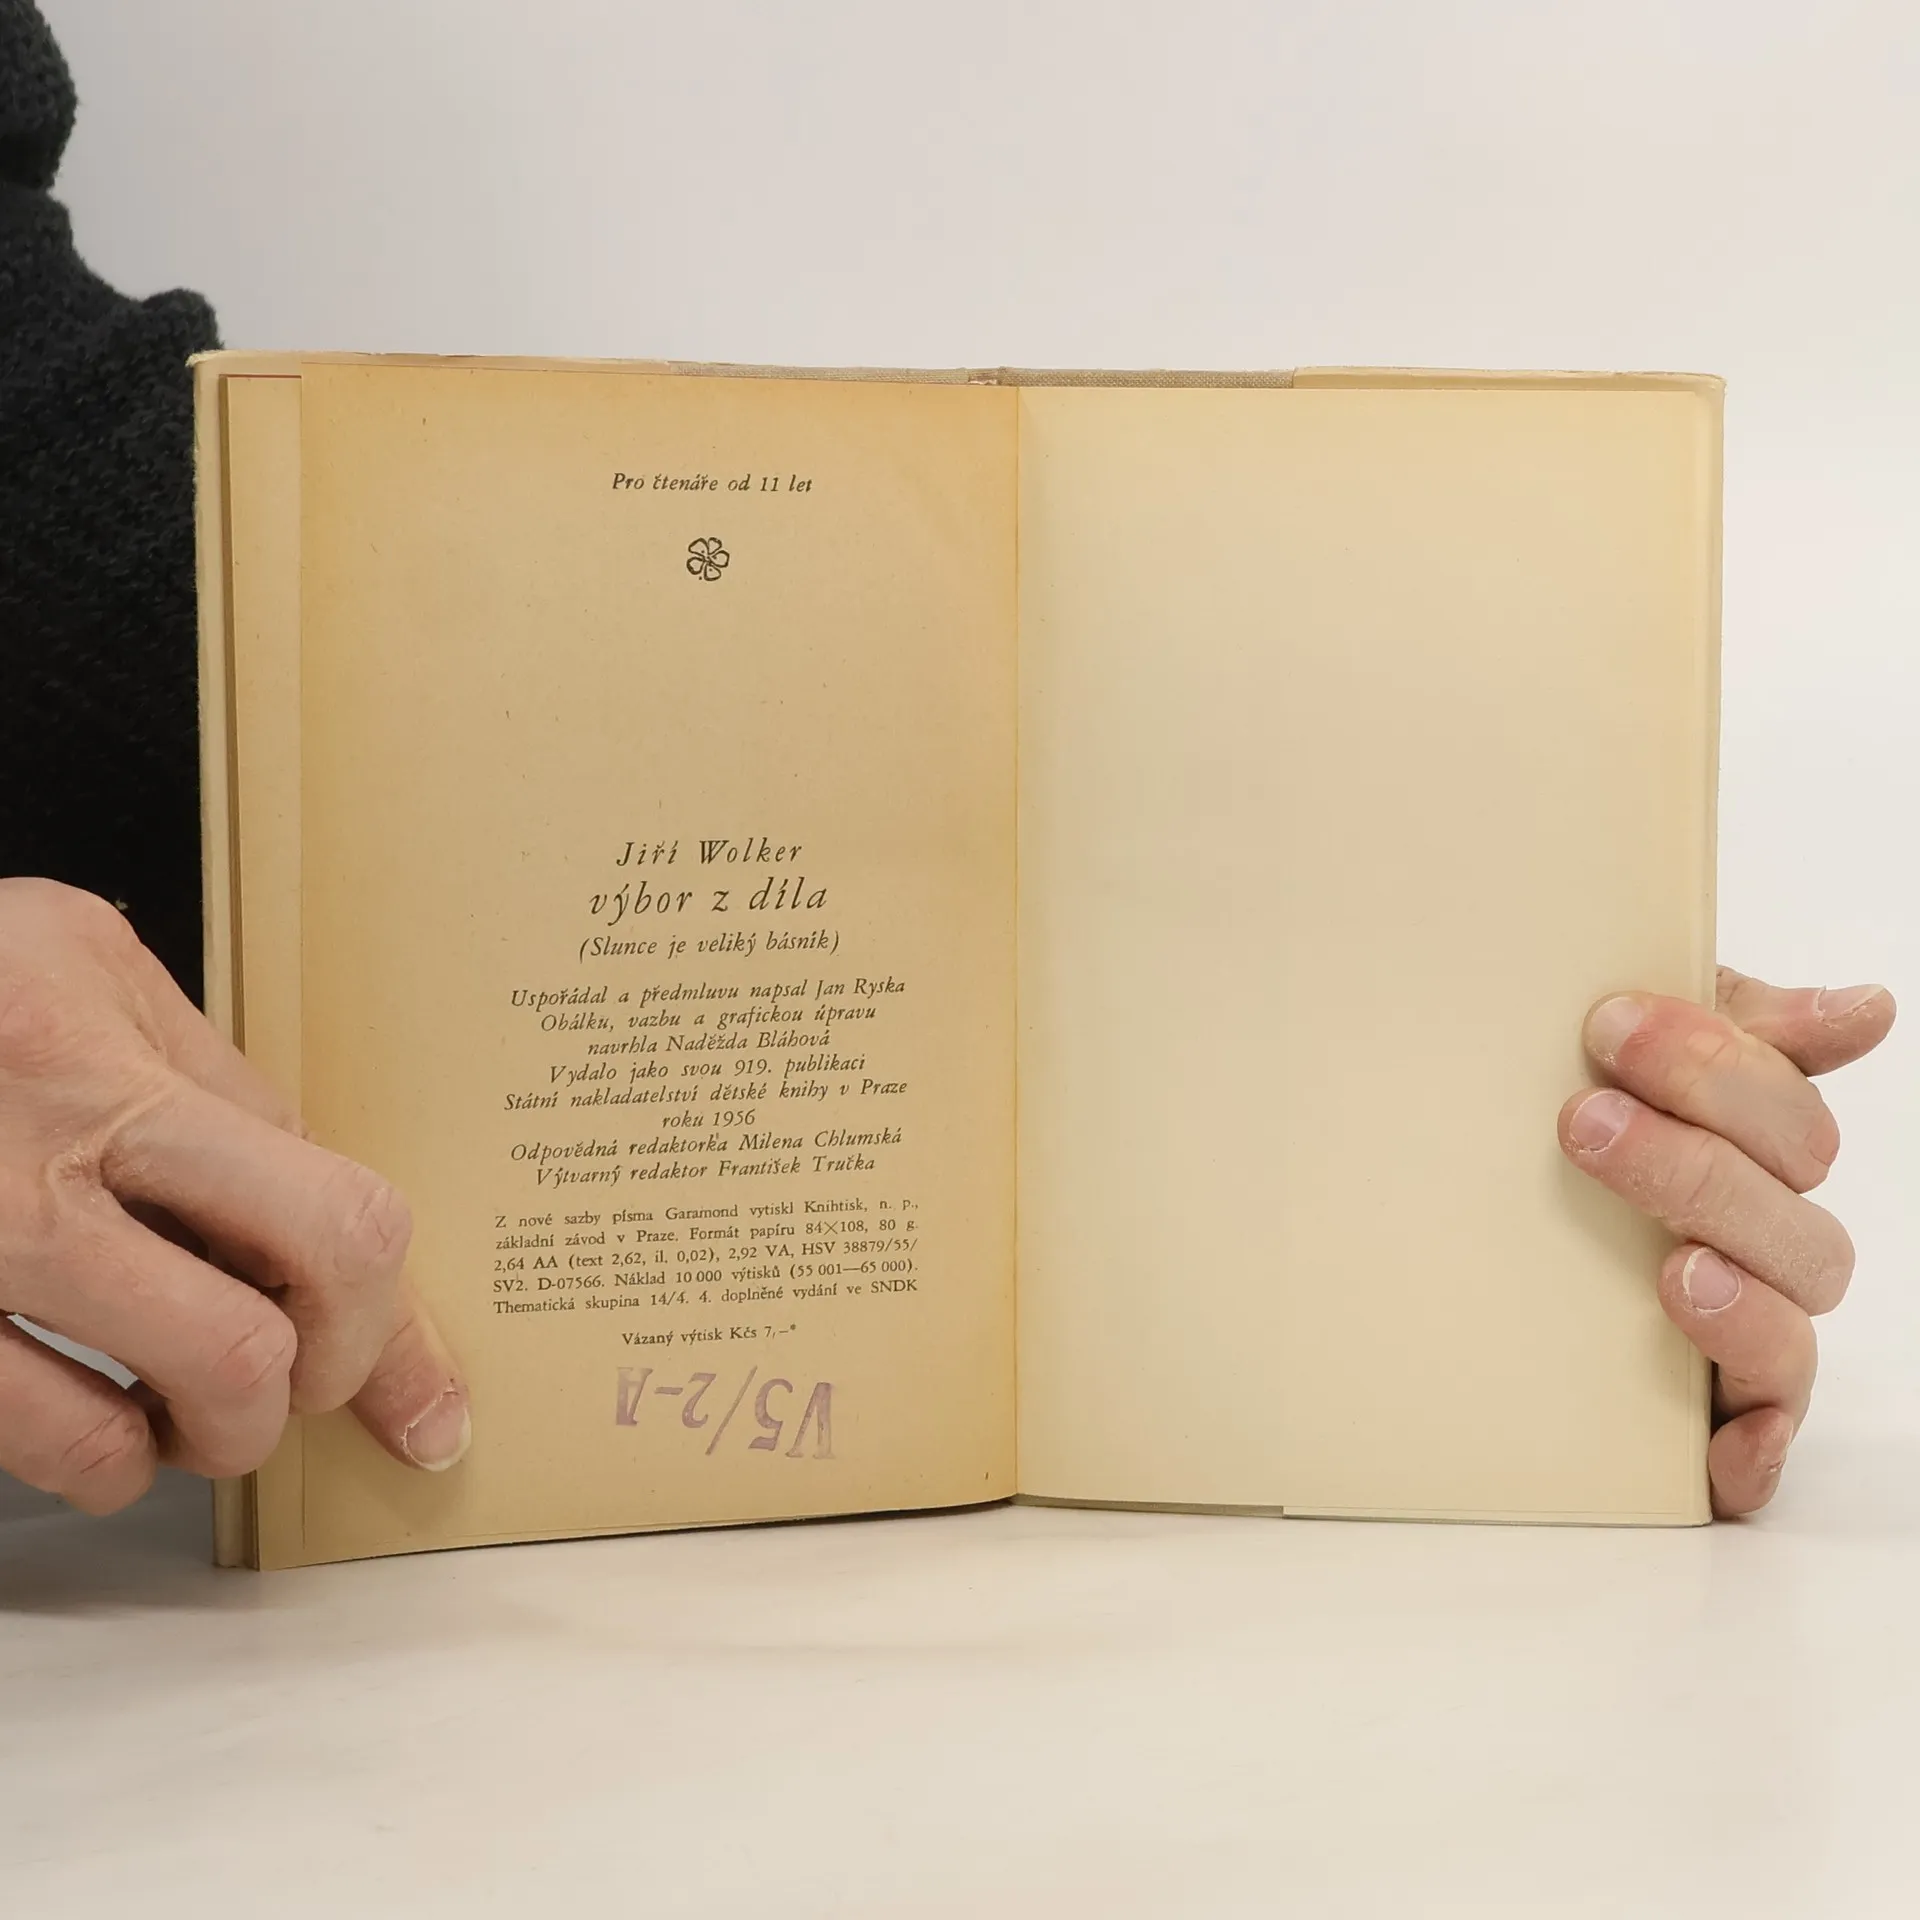 Pro čtenáře od 11 let
Jiří Wolker
výbor z díla
(Slunce je veliký básník)
Uspořádal a předmluvu napsal Jan Ryska
Obálku, vazbu a grafickou úpravu
navrhla Naděžda Bláhová
Vydalo jako svou 919. publikaci
Státní nakladatelství dětské knihy v Praze
roku 1956
Odpovědná redaktorka Milena Chlumská
Výtvarný redaktor František Tručka
Z nové sazby písma Garamond vytiskl Knihtisk, n. p.,
základní závod v Praze. Formát papíru 84×108, 80 g.
2,64 AA (text 2,62, il. 0,02), 2,92 VA, HSV 38879/55/
SV2. D-07566. Náklad 10 000 výtisků (55 001—65 000).
Thematická skupina 14/4. 4. doplněné vydání ve SNDK
Vázaný výtisk Kčs 7,—*
V5/2-A